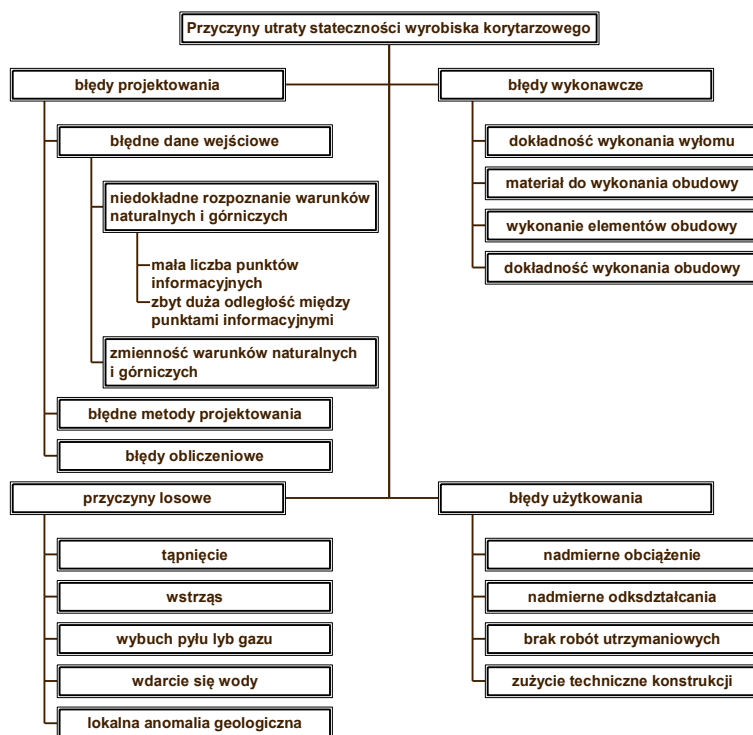 Przyczyny utraty stateczności wyrobiska korytarzowego
błędy projektowania
błędne dane wejściowe
niedokładne rozpoznanie warunków
naturalnych i górniczych
mała liczba punktów
informacyjnych
zbyt duża odległość między
punktami informacyjnymi
zmienność warunków naturalnych
i górniczych
błędne metody projektowania
błędy obliczeniowe
błędy wykonawcze
dokładność wykonania wyłomu
materiał do wykonania obudowy
wykonanie elementów obudowy
dokładność wykonania obudowy
przyczyny losowe
tąpnięcie
wstrząs
wybuch pyłu lyb gazu
wdarcie się wody
lokalna anomalia geologiczna
błędy użytkowania
nadmierne obciążenie
nadmierne odksdztałcania
brak robót utrzymaniowych
zużycie techniczne konstrukcji